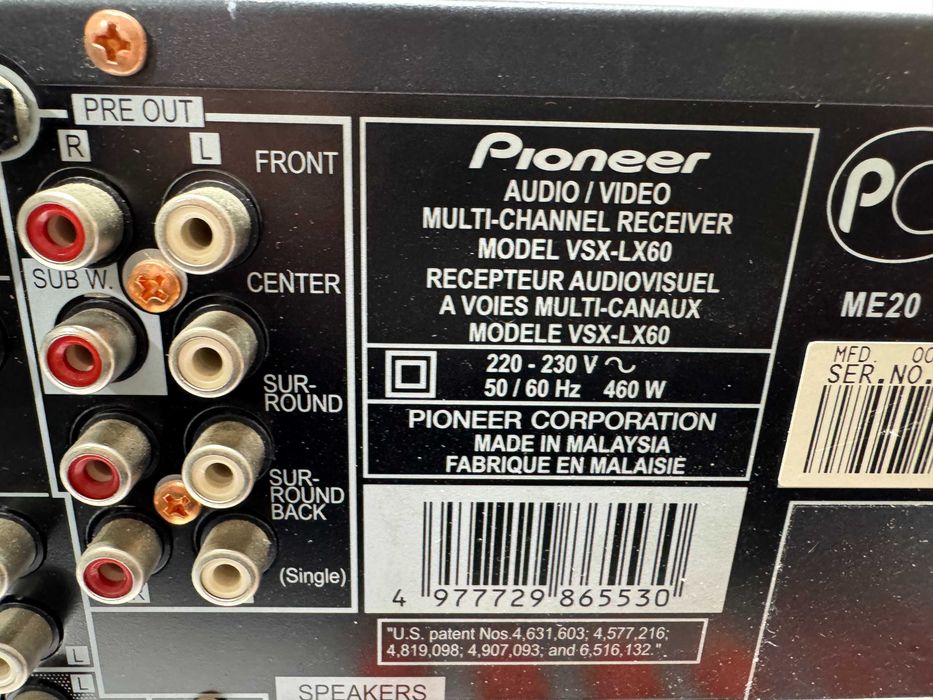 PRE OUT
R
L
FRONT
SUB W.
CENTER
SUR-
ROUND
SUR-
ROUND
BACK
(Single)
R
L
L
SPEAKERS
Pioneer
AUDIO / VIDEO
MULTI-CHANNEL RECEIVER
MODEL VSX-LX60
RECEPTEUR AUDIOVISUEL
A VOIES MULTI-CANAUX
MODELE VSX-LX60
220 - 230 V ~
50 / 60 Hz 460 W
PIONEER CORPORATION
MADE IN MALAYSIA
FABRIQUE EN MALAISIE
4 977729 865530
"U.S. patent Nos.4,631,603; 4,577,216;
4,819,098; 4,907,093; and 6,516,132."
ME20
MFD. 00
SER.NO.